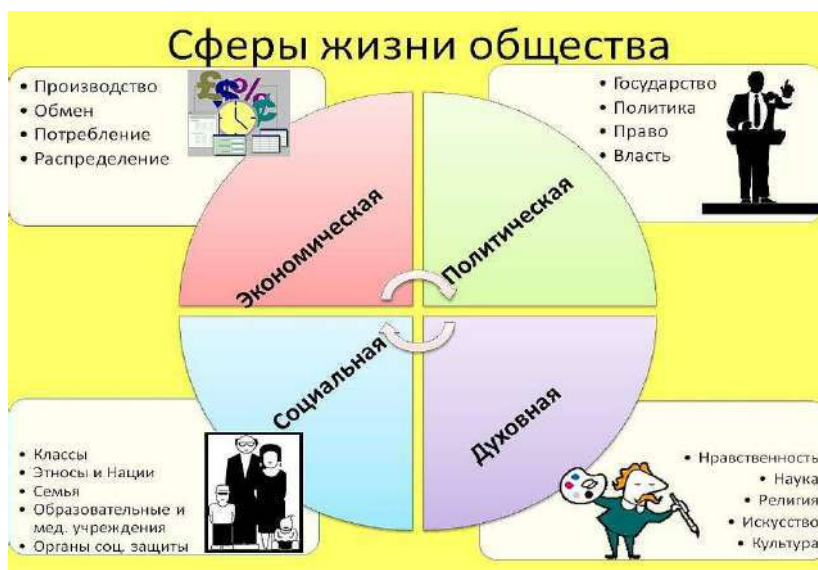 Сферы жизни общества
• Производство
• Обмен
• Потребление
• Распределение
• Государство
• Политика
• Право
• Власть
Экономическая
Политическая
Социальная
Духовная
• Классы
• Этносы и Нации
• Семья
• Образовательные и
мед. учреждения
• Органы соц. защиты
• Нравственность
• Наука
• Религия
• Искусство
• Культура